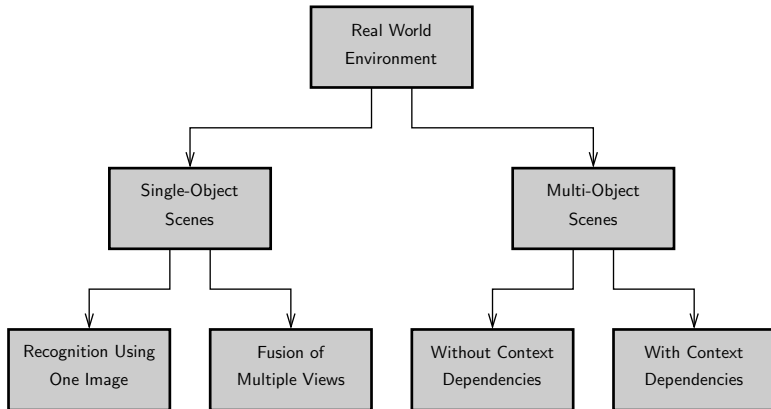 Real World
Environment
Single-Object
Scenes
Multi-Object
Scenes
Recognition Using
One Image
Fusion of
Multiple Views
Without Context
Dependencies
With Context
Dependencies